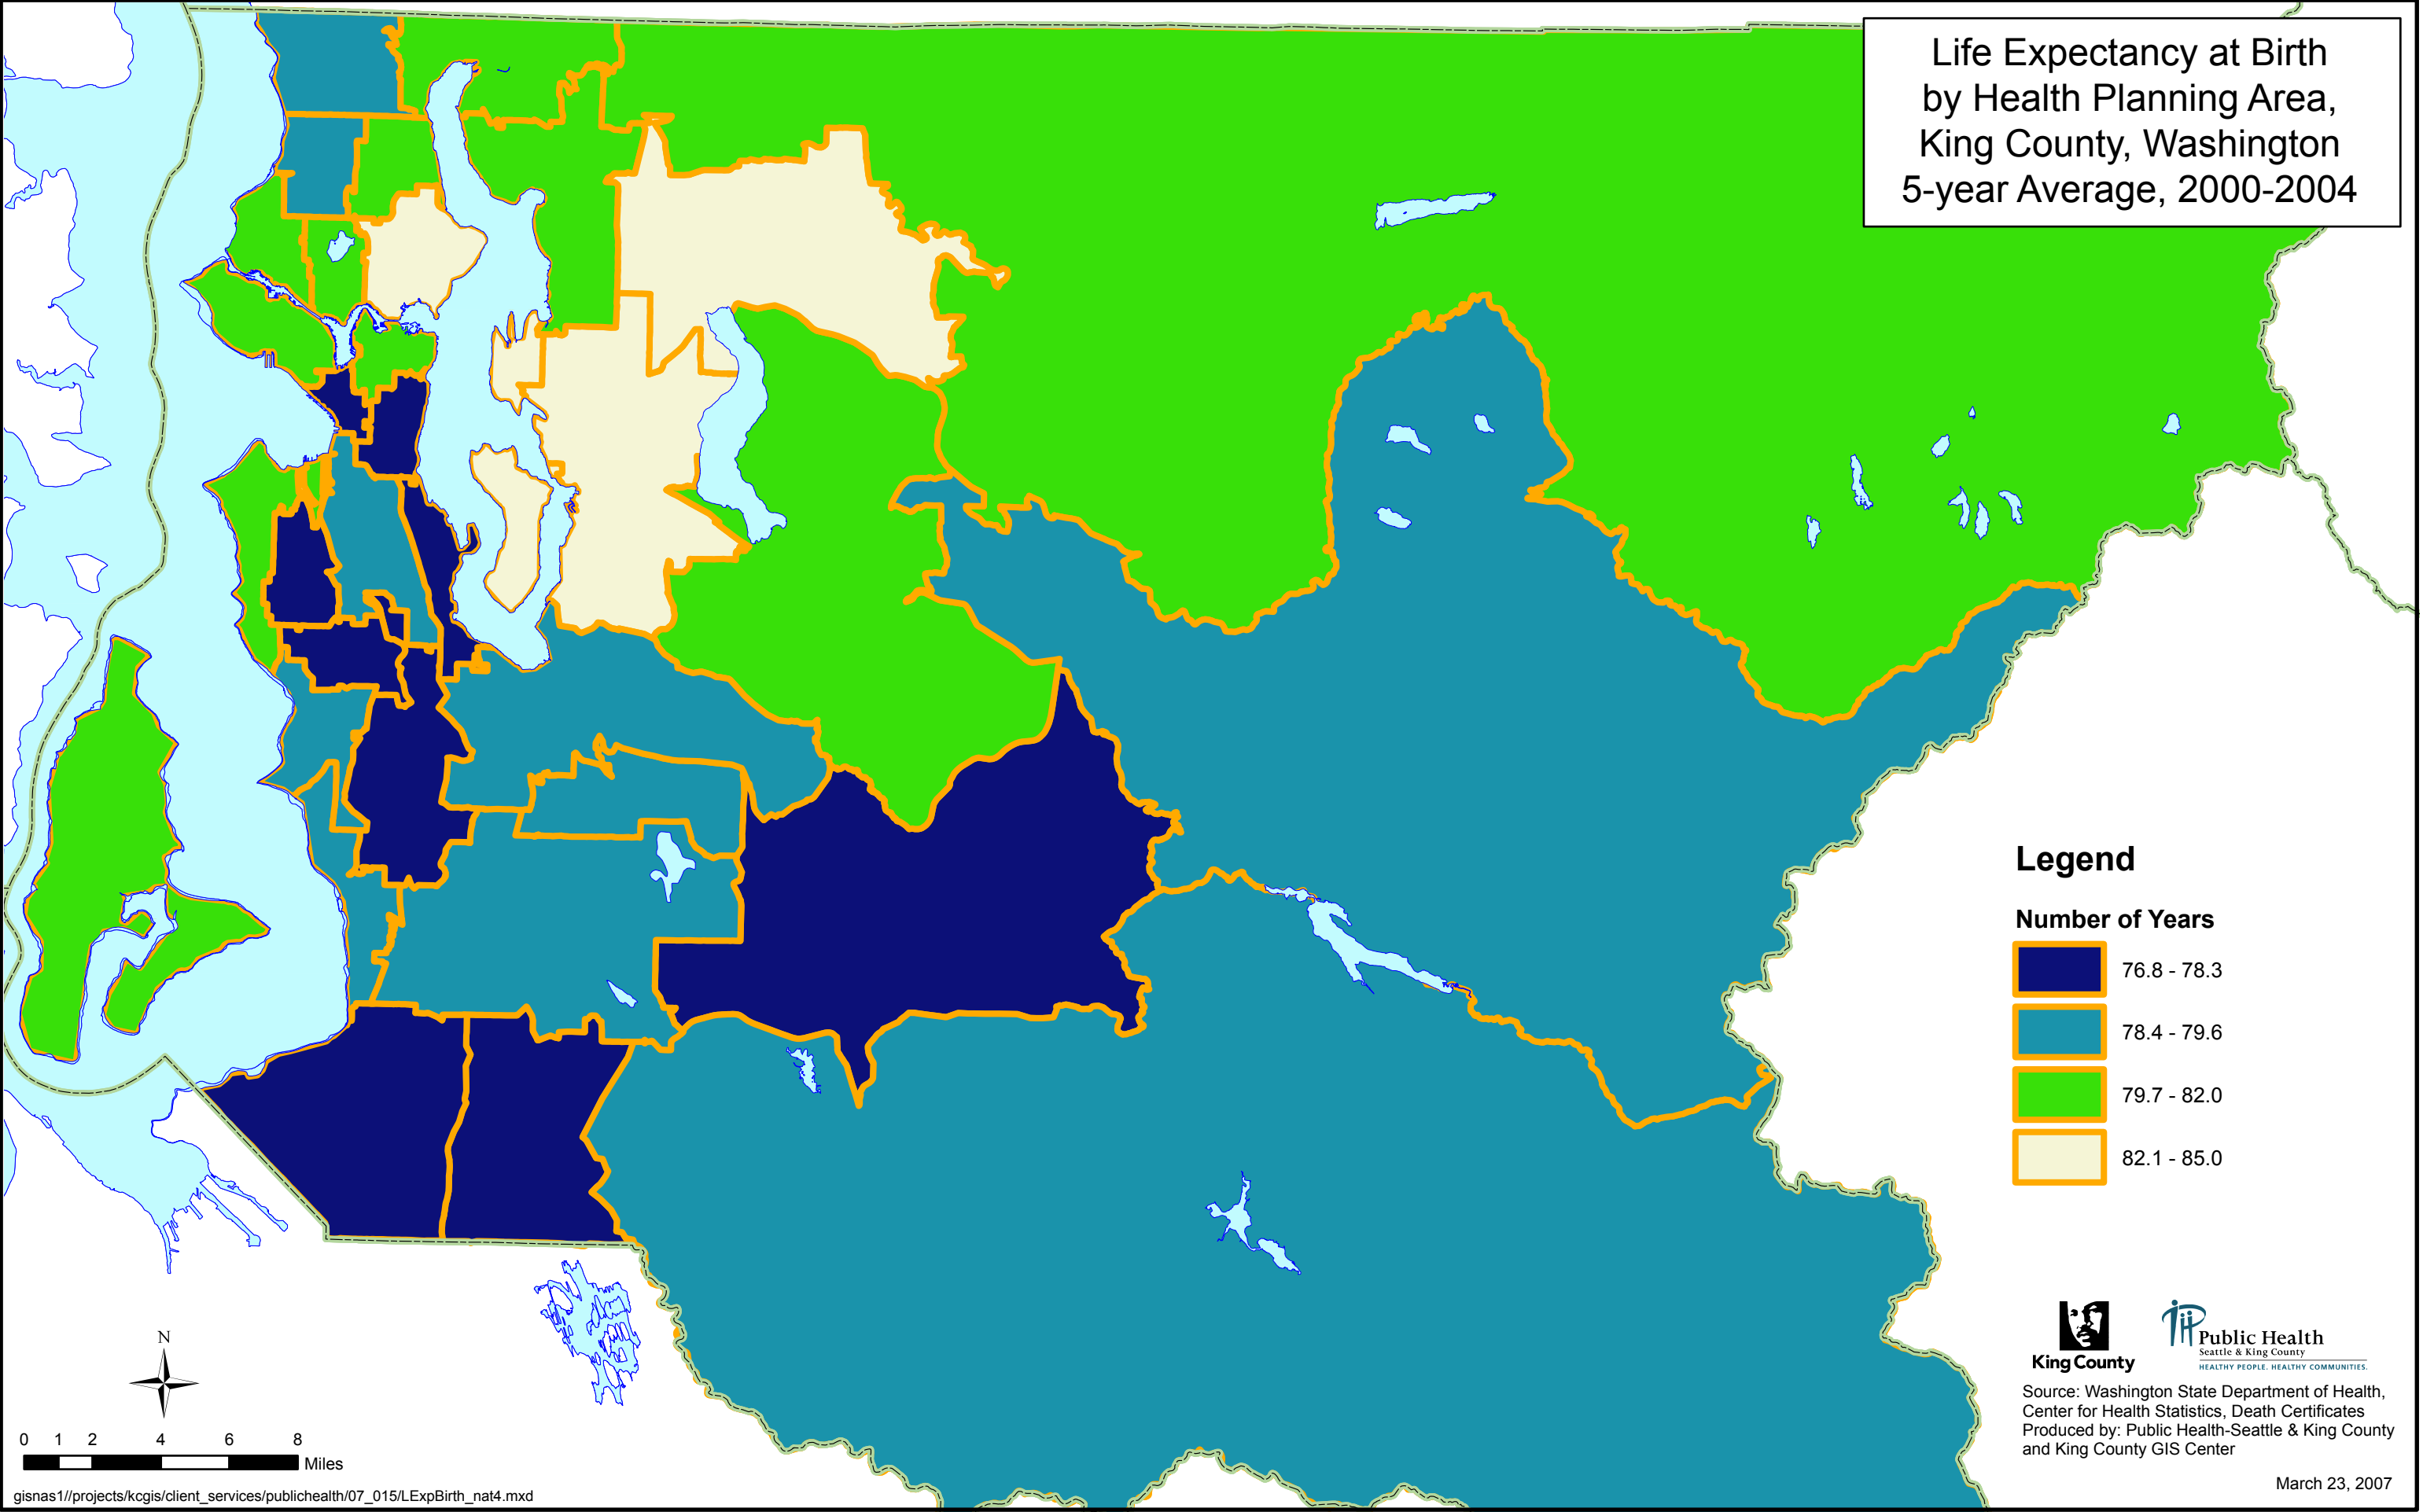 Life Expectancy at Birth
by Health Planning Area,
King County, Washington
5-year Average, 2000-2004
Legend
Number of Years
76.8 - 78.3
78.4 - 79.6
79.7 - 82.0
82.1 - 85.0
King County
Public Health
Seattle & King County
HEALTHY PEOPLE. HEALTHY COMMUNITIES.
Source: Washington State Department of Health,
Center for Health Statistics, Death Certificates
Produced by: Public Health-Seattle & King County
and King County GIS Center
March 23, 2007
N
0 1 2 4 6 8
Miles
gisnas1//projects/kcgis/client_services/publichealth/07_015/LExpBirth_nat4.mxd